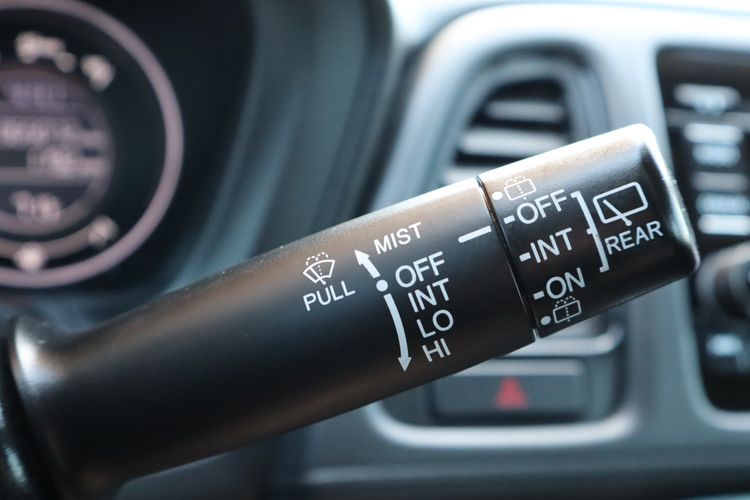 PULL
MIST
OFF
INT
LO
HI
OFF
INT
ON
REAR